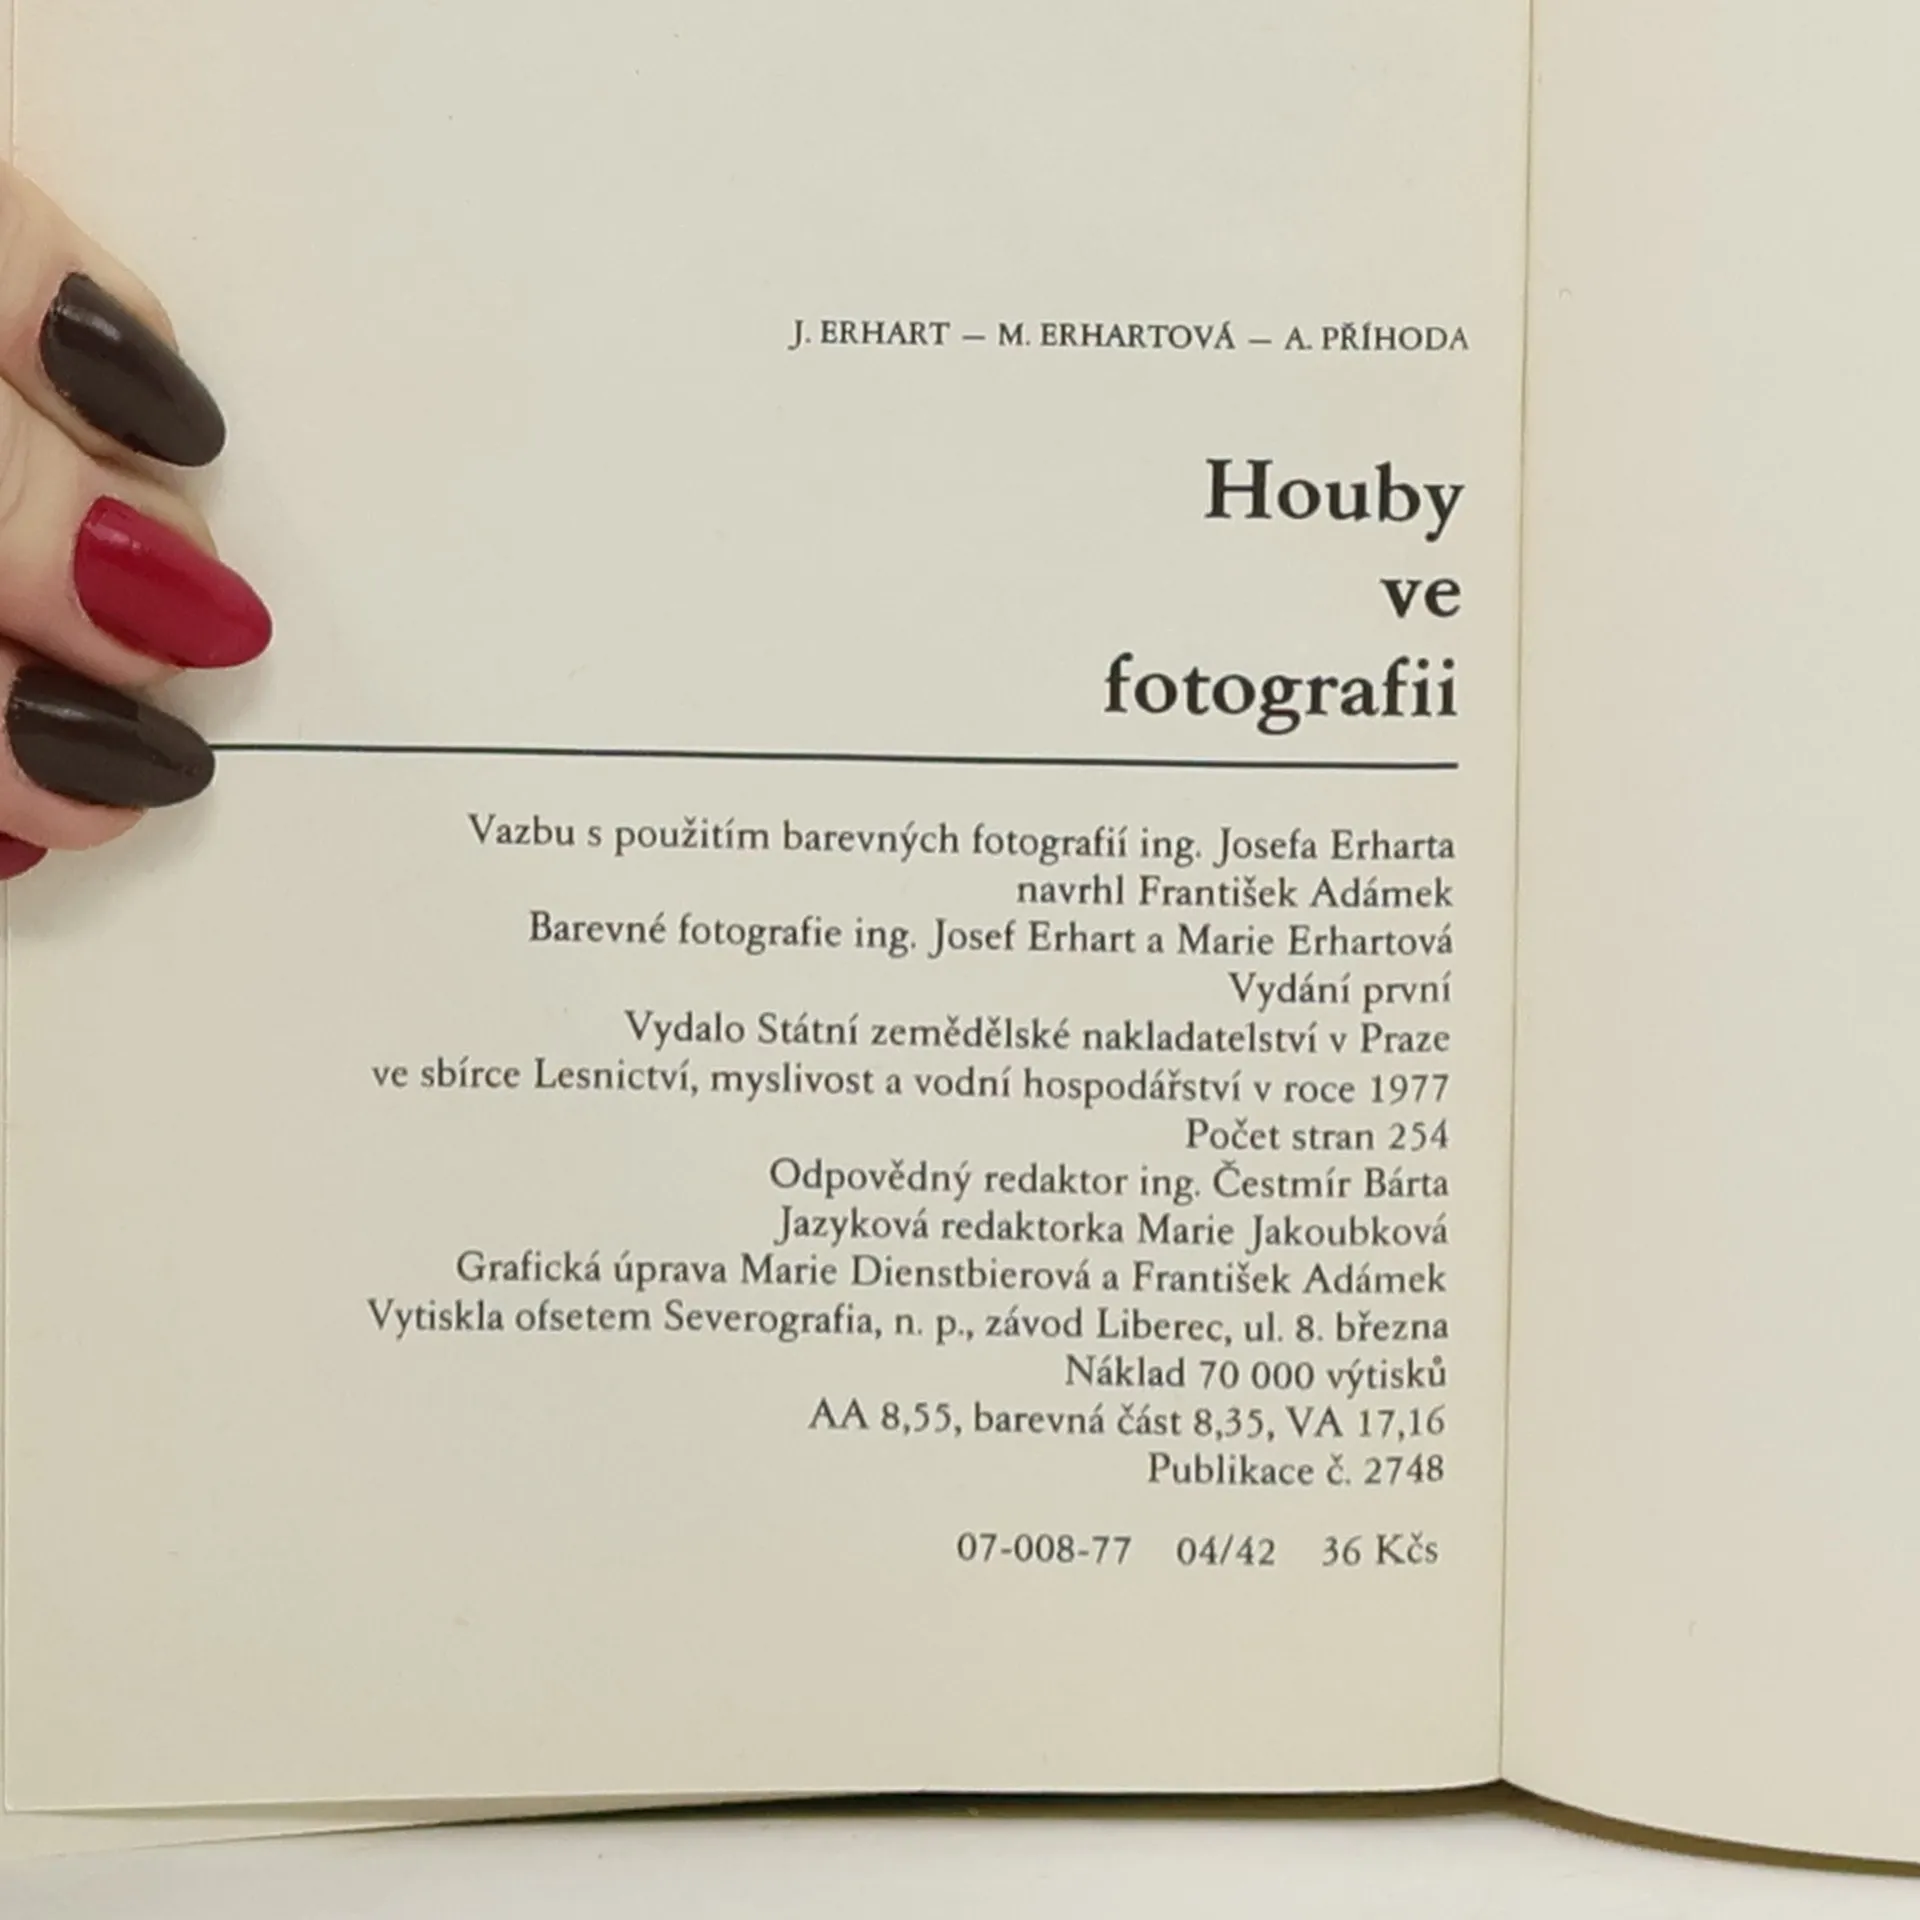 J. ERHART – M. ERHARTOVÁ – A. PŘÍHODA
Houby
ve
fotografii
Vazbu s použitím barevných fotografií ing. Josefa Erharta
navrhl František Adámek
Barevné fotografie ing. Josef Erhart a Marie Erhartová
Vydání první
Vydalo Státní zemědělské nakladatelství v Praze
ve sbírce Lesnictví, myslivost a vodní hospodářství v roce 1977
Počet stran 254
Odpovědný redaktor ing. Čestmír Bárta
Jazyková redaktorka Marie Jakoubková
Grafická úprava Marie Dienstbierová a František Adámek
Vytiskla ofsetem Severografia, n. p., závod Liberec, ul. 8. března
Náklad 70 000 výtisků
AA 8,55, barevná část 8,35, VA 17,16
Publikace č. 2748
07-008-77 04/42 36 Kčs